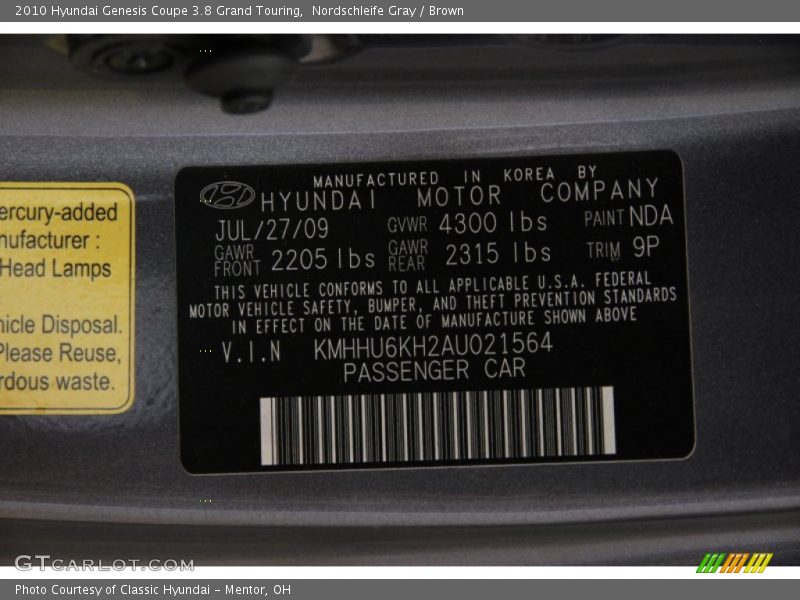 2010 Hyundai Genesis Coupe 3.8 Grand Touring, Nordschleife Gray / Brown
MANUFACTURED IN KOREA BY
HYUNDAI MOTOR COMPANY
JUL/27/09 GVWR 4300 lbs PAINT NDA
GAWR FRONT 2205 lbs GAWR REAR 2315 lbs TRIM 9P
THIS VEHICLE CONFORMS TO ALL APPLICABLE U.S.A. FEDERAL
MOTOR VEHICLE SAFETY, BUMPER, AND THEFT PREVENTION STANDARDS
IN EFFECT ON THE DATE OF MANUFACTURE SHOWN ABOVE
V.I.N KMHHU6KH2AU021564
PASSENGER CAR
ercury-added
nufacturer :
Head Lamps
hicle Disposal.
Please Reuse,
rdous waste.
GTCARLOT.COM
Photo Courtesy of Classic Hyundai - Mentor, OH